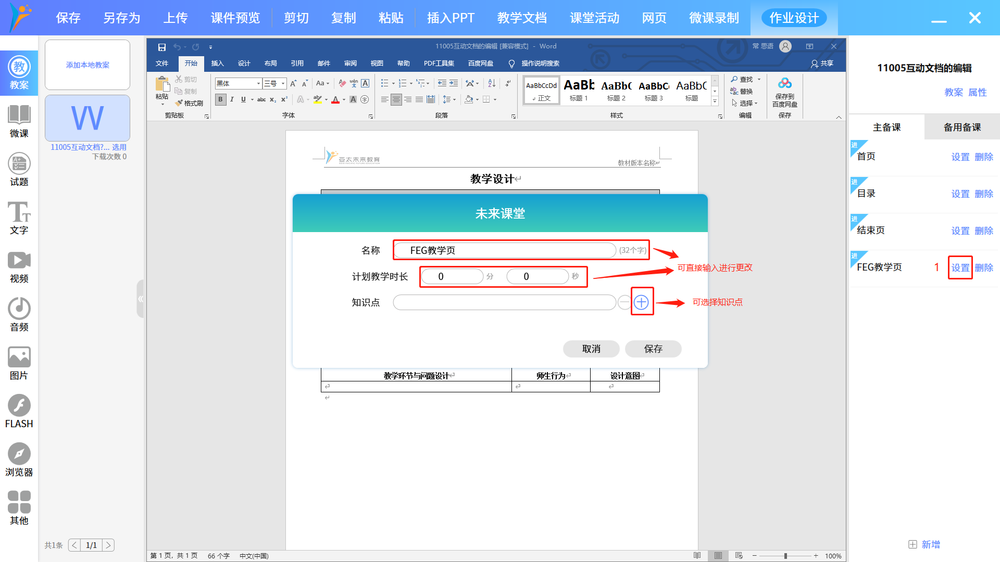 保存 另存为 上传 课件预览 剪切 复制 粘贴 插入PPT 教学文档 课堂活动 网页 微课录制 作业设计
教
教案
微课
A+
试题
文字
视频
音频
图片
FLASH
浏览器
其他
添加本地教案
W
11005互动文档?... 选用
下载次数 0
共1条 < 1/1 >
11005互动文档的编辑 [兼容模式] - Word
常 思语
文件 开始 插入 设计 布局 引用 邮件 审阅 视图 帮助 PDF工具集 百度网盘 操作说明搜索 共享
粘贴 剪切 复制 格式刷
剪贴板
黑体 三号
字体
段落
AaBbCcDd 正文
AaBb 标题 1
AaBbC 标题 2
AaBbC 标题 3
AaBbC 标题
样式
查找
替换
选择
编辑
保存到
百度网盘
保存
亚太未来教育
ASIA PACIFIC FUTURE EDUCATION
教材版本名称
教学设计
未来课堂
名称 FEG教学页 (32个字)
可直接输入进行更改
计划教学时长 0 分 0 秒
知识点
可选择知识点
取消 保存
教学环节与问题设计 师生行为 设计意图
第 1 页，共 1 页 66 个字 中文(中国) 100%
11005互动文档的编辑
教案 属性
主备课 备用备课
进
首页 设置 删除
进
目录 设置 删除
进
结束页 设置 删除
进
FEG教学页 1 设置 删除
新增